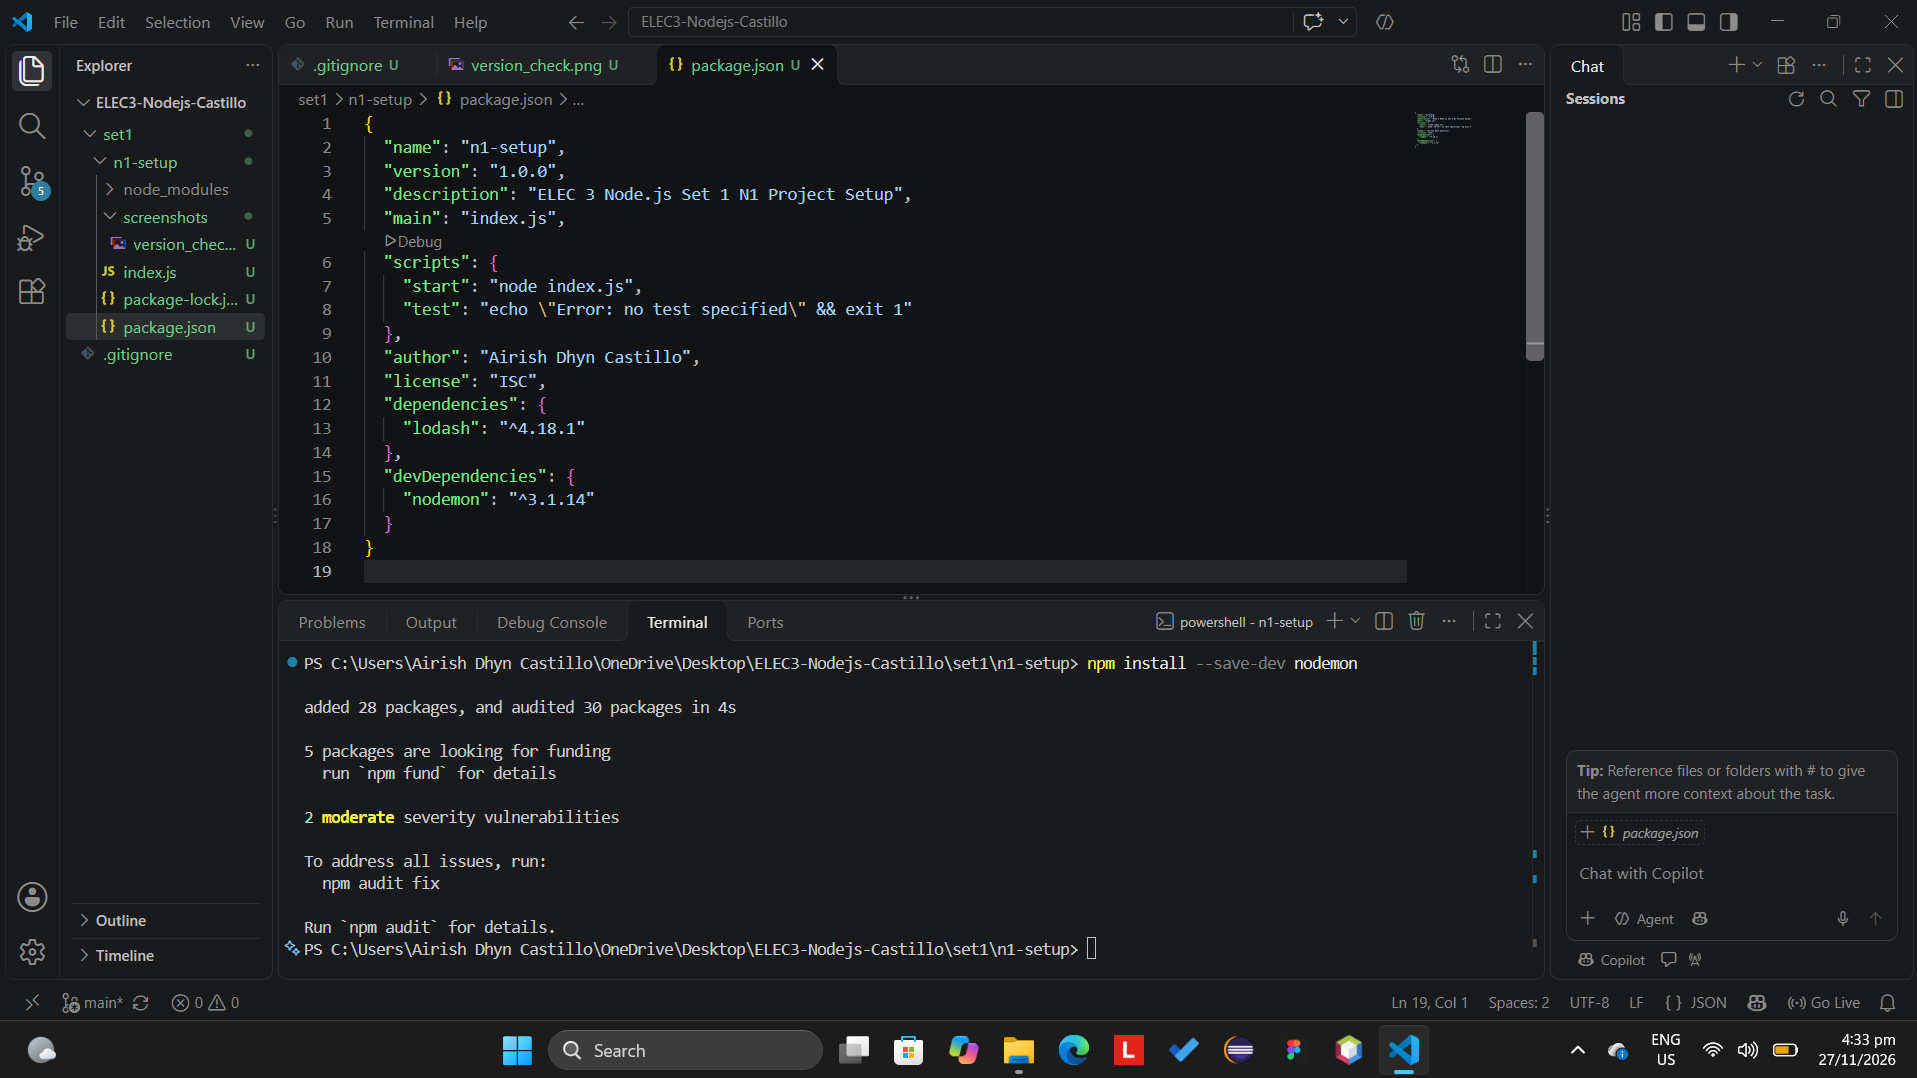 File Edit Selection View Go Run Terminal Help
ELEC3-Nodejs-Castillo
Explorer
ELEC3-Nodejs-Castillo
set1
n1-setup
node_modules
screenshots
version_chec... U
JS index.js U
{} package-lock.j... U
{} package.json U
.gitignore U
5
Outline
Timeline
.gitignore U
version_check.png U
{} package.json U
set1 > n1-setup > {} package.json > ...
1 {
2 "name": "n1-setup",
3 "version": "1.0.0",
4 "description": "ELEC 3 Node.js Set 1 N1 Project Setup",
5 "main": "index.js",
Debug
6 "scripts": {
7 "start": "node index.js",
8 "test": "echo \"Error: no test specified\" && exit 1"
9 },
10 "author": "Airish Dhyn Castillo",
11 "license": "ISC",
12 "dependencies": {
13 "lodash": "^4.18.1"
14 },
15 "devDependencies": {
16 "nodemon": "^3.1.14"
17 }
18 }
19
Problems Output Debug Console Terminal Ports
powershell - n1-setup
PS C:\Users\Airish Dhyn Castillo\OneDrive\Desktop\ELEC3-Nodejs-Castillo\set1\n1-setup> npm install --save-dev nodemon
added 28 packages, and audited 30 packages in 4s
5 packages are looking for funding
run `npm fund` for details
2 moderate severity vulnerabilities
To address all issues, run:
npm audit fix
Run `npm audit` for details.
PS C:\Users\Airish Dhyn Castillo\OneDrive\Desktop\ELEC3-Nodejs-Castillo\set1\n1-setup>
Chat
Sessions
Tip: Reference files or folders with # to give
the agent more context about the task.
{} package.json
Chat with Copilot
Agent
Copilot
main* 0 0
Ln 19, Col 1 Spaces: 2 UTF-8 LF {} JSON Go Live
Search
L
ENG
US
4:33 pm
27/11/2026